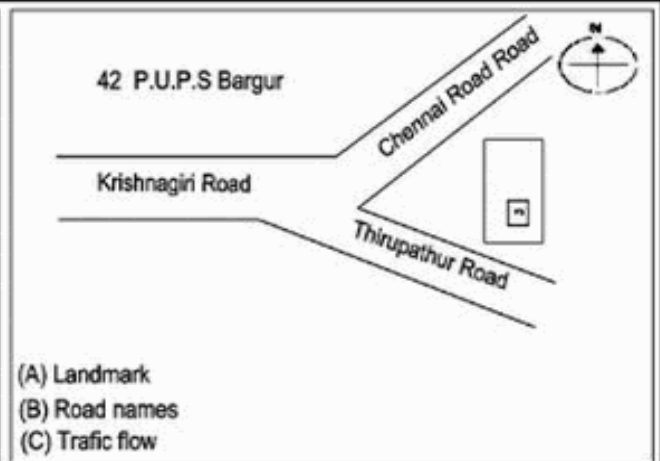 42 P.U.P.S Bargur
N
Chennai Road Road
Krishnagiri Road
Thirupathur Road
(A) Landmark
(B) Road names
(C) Trafic flow